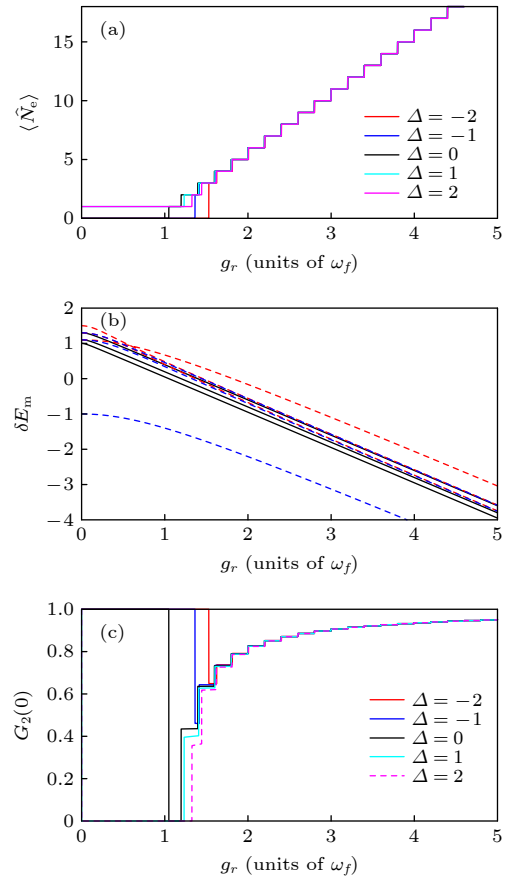 (a)
15
10
5
0
⟨N̂e⟩
Δ = −2
Δ = −1
Δ = 0
Δ = 1
Δ = 2
0 1 2 3 4 5
gr (units of ωf)
(b)
2
1
0
−1
−2
−3
−4
δEm
0 1 2 3 4 5
gr (units of ωf)
(c)
1.0
0.8
0.6
0.4
0.2
0
G2(0)
Δ = −2
Δ = −1
Δ = 0
Δ = 1
Δ = 2
0 1 2 3 4 5
gr (units of ωf)